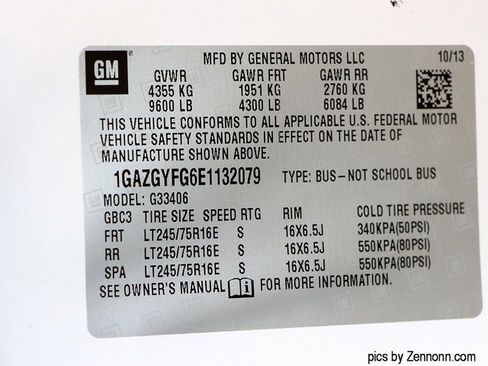 GM
MFD BY GENERAL MOTORS LLC 10/13
GVWR GAWR FRT GAWR RR
4355 KG 1951 KG 2760 KG
9600 LB 4300 LB 6084 LB
THIS VEHICLE CONFORMS TO ALL APPLICABLE U.S. FEDERAL MOTOR
VEHICLE SAFETY STANDARDS IN EFFECT ON THE DATE OF
MANUFACTURE SHOWN ABOVE.
1GAZGYFG6E1132079 TYPE: BUS-NOT SCHOOL BUS
MODEL: G33406
GBC3 TIRE SIZE SPEED RTG RIM COLD TIRE PRESSURE
FRT LT245/75R16E S 16X6.5J 340KPA(50PSI)
RR LT245/75R16E S 16X6.5J 550KPA(80PSI)
SPA LT245/75R16E S 16X6.5J 550KPA(80PSI)
SEE OWNER'S MANUAL FOR MORE INFORMATION.
pics by Zennonn.com